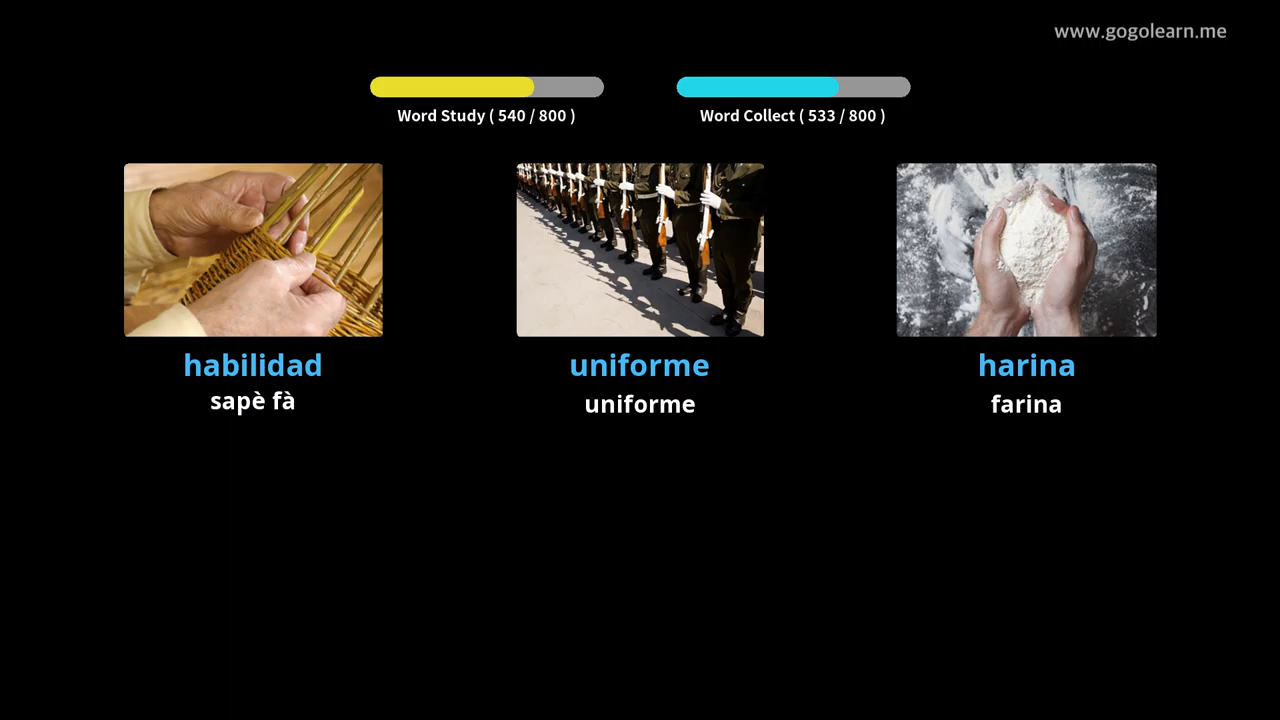 www.gogolearn.me
Word Study ( 540 / 800 )
Word Collect ( 533 / 800 )
habilidad
sapè fà
uniforme
uniforme
harina
farina